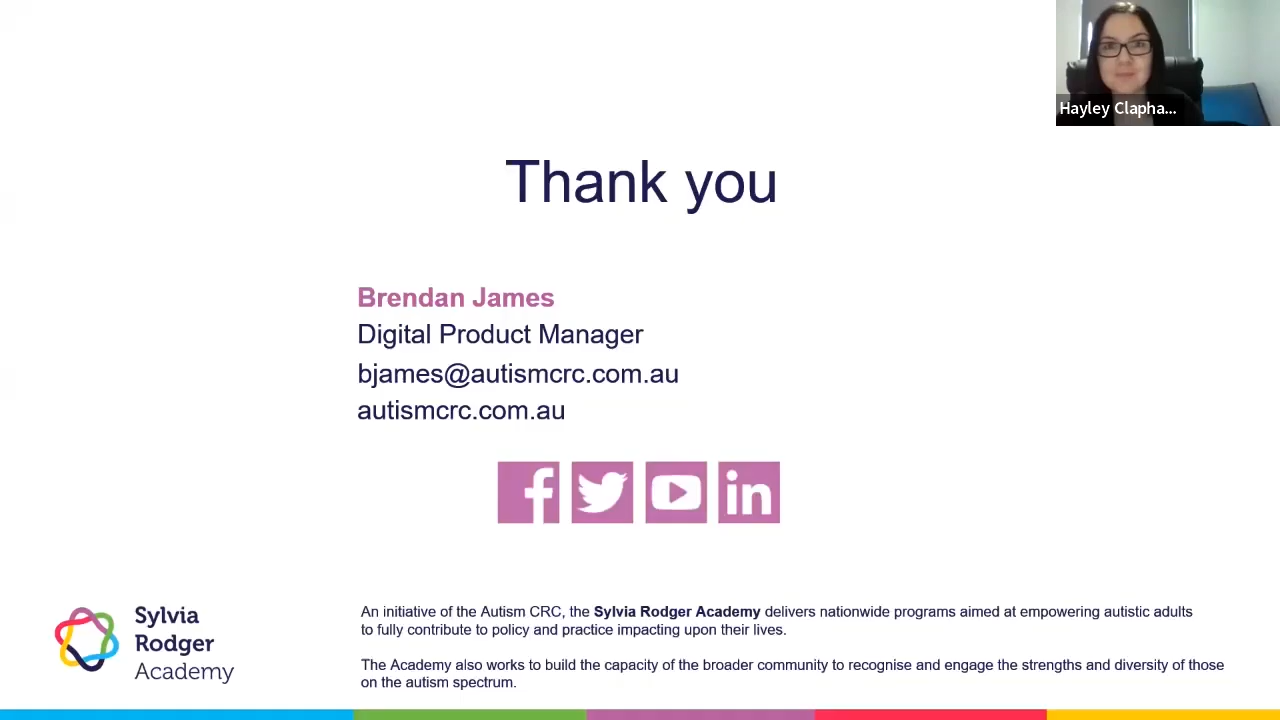 Hayley Clapha...
Thank you
Brendan James
Digital Product Manager
bjames@autismcrc.com.au
autismcrc.com.au
Sylvia
Rodger
Academy
An initiative of the Autism CRC, the Sylvia Rodger Academy delivers nationwide programs aimed at empowering autistic adults
to fully contribute to policy and practice impacting upon their lives.
The Academy also works to build the capacity of the broader community to recognise and engage the strengths and diversity of those
on the autism spectrum.